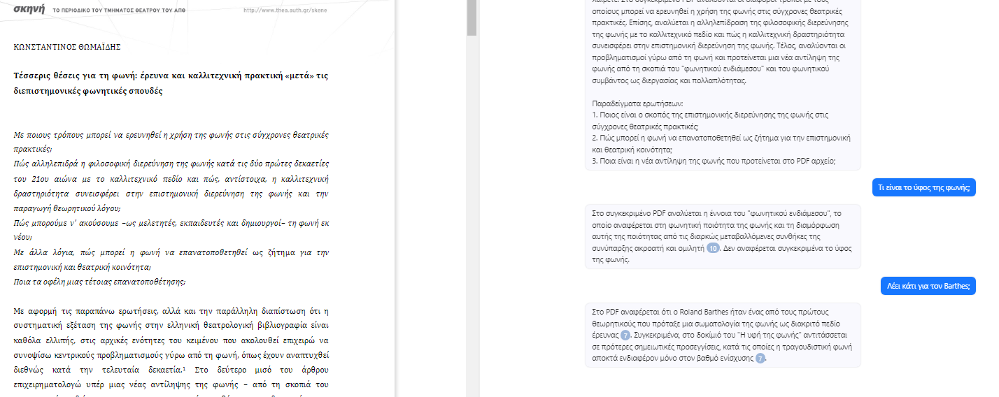 σκηνή ΤΟ ΠΕΡΙΟΔΙΚΟ ΤΟΥ ΤΜΗΜΑΤΟΣ ΘΕΑΤΡΟΥ ΤΟΥ ΑΠΘ http://www.thea.auth.gr/skene
ΚΩΝΣΤΑΝΤΙΝΟΣ ΘΩΜΑΪΔΗΣ
Τέσσερις θέσεις για τη φωνή: έρευνα και καλλιτεχνική πρακτική «μετά» τις
διεπιστημονικές φωνητικές σπουδές
Με ποιους τρόπους μπορεί να ερευνηθεί η χρήση της φωνής στις σύγχρονες θεατρικές
πρακτικές;
Πώς αλληλεπιδρά η φιλοσοφική διερεύνηση της φωνής κατά τις δύο πρώτες δεκαετίες
του 21ου αιώνα με το καλλιτεχνικό πεδίο και πώς, αντίστοιχα, η καλλιτεχνική
δραστηριότητα συνεισφέρει στην επιστημονική διερεύνηση της φωνής και την
παραγωγή θεωρητικού λόγου;
Πώς μπορούμε ν’ ακούσουμε –ως μελετητές, εκπαιδευτές και δημιουργοί– τη φωνή εκ
νέου;
Με άλλα λόγια, πώς μπορεί η φωνή να επανατοποθετηθεί ως ζήτημα για την
επιστημονική και θεατρική κοινότητα;
Ποια τα οφέλη μιας τέτοιας επανατοποθέτησης;
Με αφορμή τις παραπάνω ερωτήσεις, αλλά και την παράλληλη διαπίστωση ότι η
συστηματική εξέταση της φωνής στην ελληνική θεατρολογική βιβλιογραφία είναι
καθόλα ελλιπής, στις αρχικές ενότητες του κειμένου που ακολουθεί επιχειρώ να
συνοψίσω κεντρικούς προβληματισμούς γύρω από τη φωνή, όπως έχουν αναπτυχθεί
διεθνώς κατά την τελευταία δεκαετία.¹ Στο δεύτερο μισό του άρθρου
επιχειρηματολογώ υπέρ μιας νέας αντίληψης της φωνής – από τη σκοπιά του
οποίους μπορεί να ερευνηθεί η χρήση της φωνής στις σύγχρονες θεατρικές
πρακτικές. Επίσης, αναλύεται η αλληλεπίδραση της φιλοσοφικής διερεύνησης
της φωνής με το καλλιτεχνικό πεδίο και πώς η καλλιτεχνική δραστηριότητα
συνεισφέρει στην επιστημονική διερεύνηση της φωνής. Τέλος, αναλύονται οι
προβληματισμοί γύρω από τη φωνή και προτείνεται μια νέα αντίληψη της
φωνής από τη σκοπιά του "φωνητικού ενδιάμεσου" και του φωνητικού
συμβάντος ως διεργασίας και πολλαπλότητας.
Παραδείγματα ερωτήσεων:
1. Ποιος είναι ο σκοπός της επιστημονικής διερεύνησης της φωνής στις
σύγχρονες θεατρικές πρακτικές;
2. Πώς μπορεί η φωνή να επανατοποθετηθεί ως ζήτημα για την επιστημονική
και θεατρική κοινότητα;
3. Ποια είναι η νέα αντίληψη της φωνής που προτείνεται στο PDF αρχείο;
Τι είναι το ύφος της φωνής;
Στο συγκεκριμένο PDF αναλύεται η έννοια του "φωνητικού ενδιάμεσου", το
οποίο αναφέρεται στη φωνητική ποιότητα της φωνής και τη διαμόρφωση
αυτής της ποιότητας από τις διαρκώς μεταβαλλόμενες συνθήκες της
συνύπαρξης ακροατή και ομιλητή 10. Δεν αναφέρεται συγκεκριμένα το ύφος
της φωνής.
Λέει κάτι για τον Barthes;
Στο PDF αναφέρεται ότι ο Roland Barthes ήταν ένας από τους πρώτους
θεωρητικούς που πρόταξε μια σωματολογία της φωνής ως διακριτό πεδίο
έρευνας 7. Συγκεκριμένα, στο δοκίμιό του "Η υφή της φωνής" αντιτάσσεται
σε πρότερες σημειωτικές προσεγγίσεις, κατά τις οποίες η τραγουδιστική φωνή
αποκτά ενδιαφέρον μόνο στον βαθμό ενίσχυσης 7.